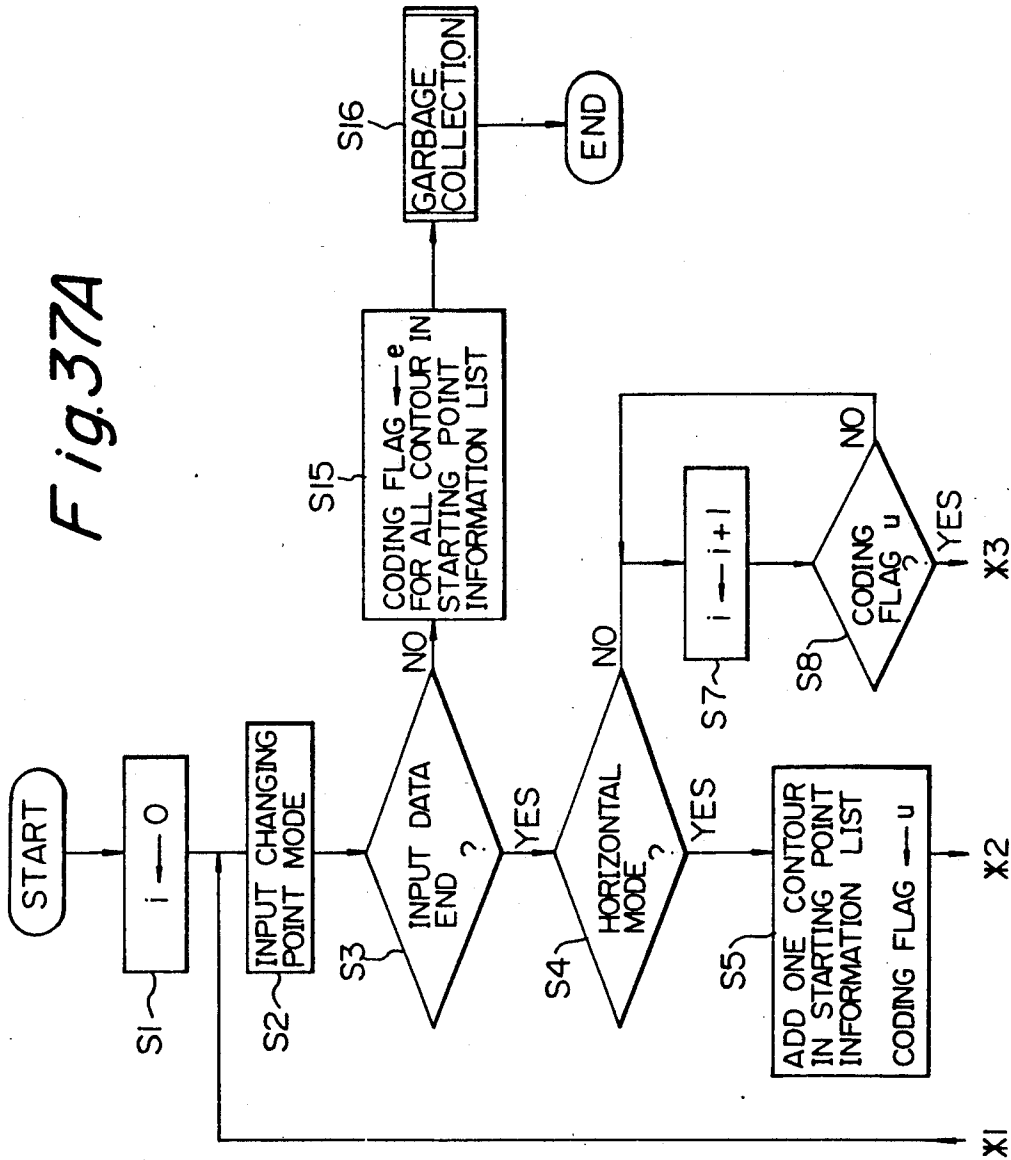 Fig.37A
START
S1
i ← 0
S2
INPUT CHANGING
POINT MODE
S3
INPUT DATA
END
?
NO
YES
S15
CODING FLAG ← e
FOR ALL CONTOUR IN
STARTING POINT
INFORMATION LIST
S16
GARBAGE
COLLECTION
END
S4
HORIZONTAL
MODE
?
NO
YES
S5
ADD ONE CONTOUR
IN STARTING POINT
INFORMATION LIST
CODING FLAG ← u
S7
i ← i+1
S8
CODING
FLAG u
?
NO
YES
※1
※2
※3